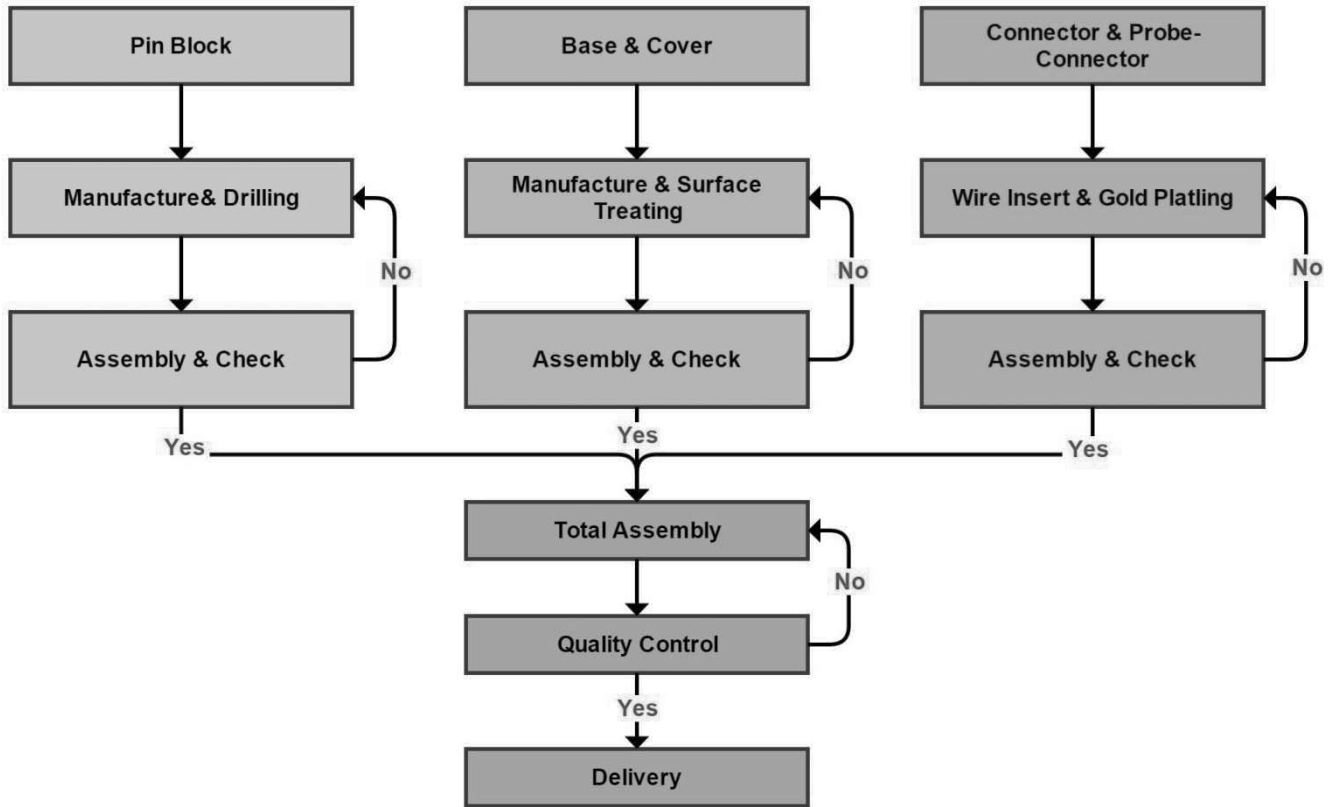 Pin Block
Base & Cover
Connector & Probe-
Connector
Manufacture& Drilling
Manufacture & Surface
Treating
Wire Insert & Gold Platling
No
No
No
Assembly & Check
Assembly & Check
Assembly & Check
Yes
Yes
Yes
Total Assembly
No
Quality Control
Yes
Delivery